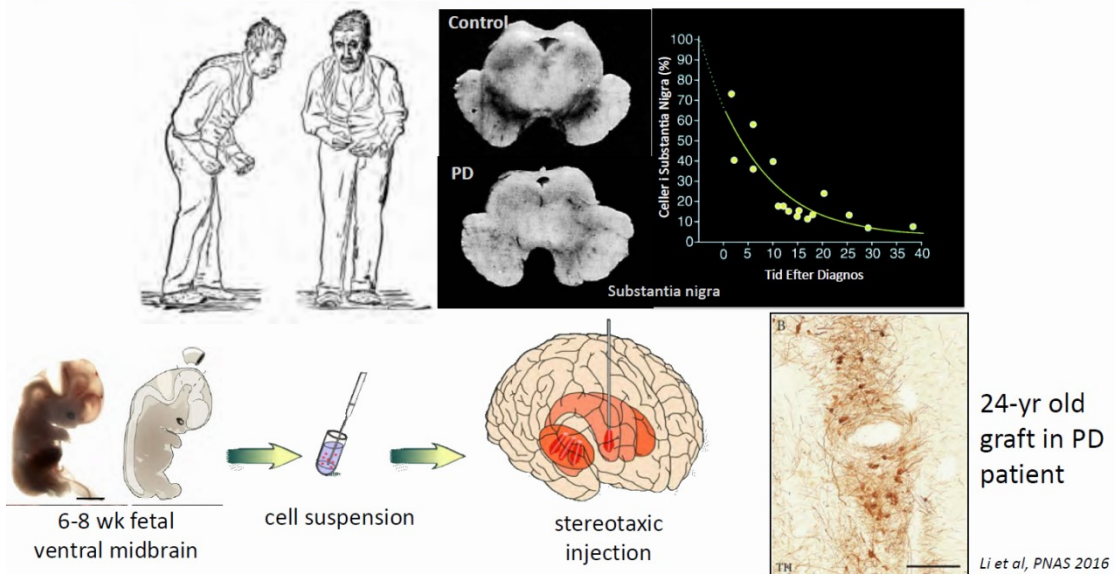 Control
PD
Substantia nigra
Celler i Substantia Nigra (%)
100
90
80
70
60
50
40
30
20
10
0
0 5 10 15 20 25 30 35 40
Tid Efter Diagnos
6-8 wk fetal
ventral midbrain
cell suspension
stereotaxic
injection
B
TH
24-yr old
graft in PD
patient
Li et al, PNAS 2016